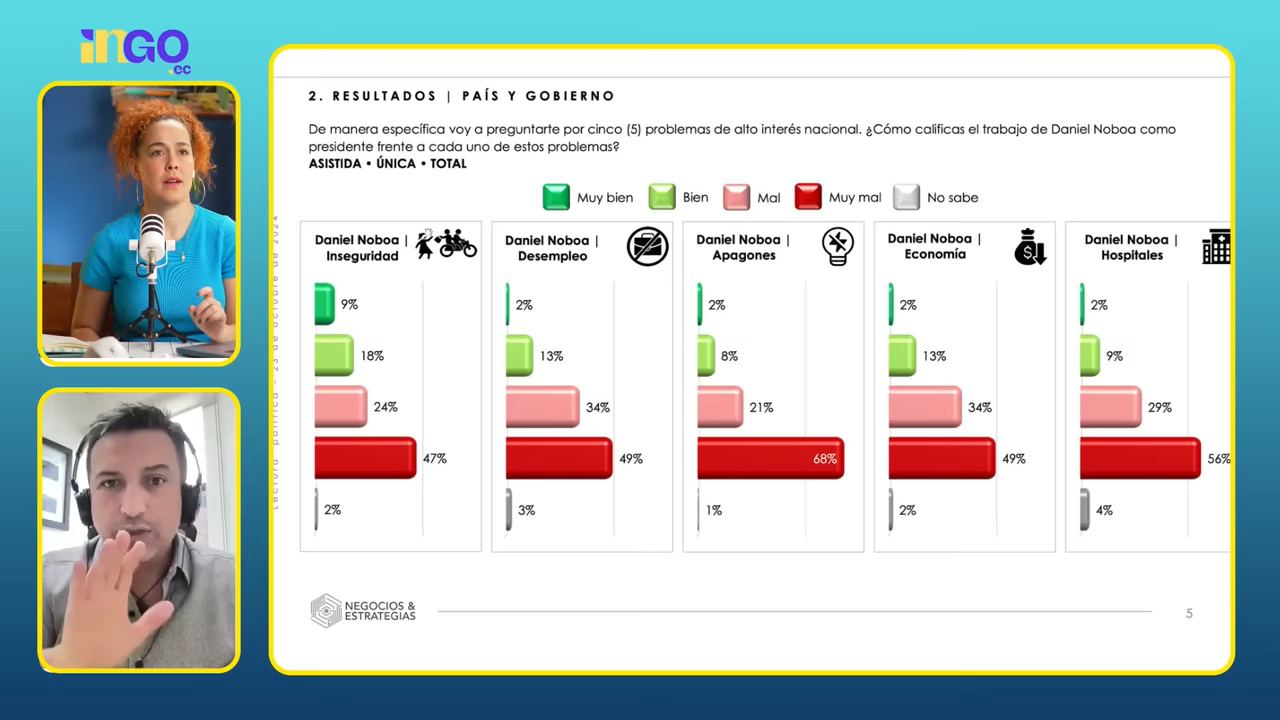 inGO
.ec
2. RESULTADOS | PAÍS Y GOBIERNO
De manera específica voy a preguntarte por cinco (5) problemas de alto interés nacional. ¿Cómo calificas el trabajo de Daniel Noboa como
presidente frente a cada uno de estos problemas?
ASISTIDA • ÚNICA • TOTAL
Muy bien
Bien
Mal
Muy mal
No sabe
Daniel Noboa |
Inseguridad
9%
18%
24%
47%
2%
Daniel Noboa |
Desempleo
2%
13%
34%
49%
3%
Daniel Noboa |
Apagones
2%
8%
21%
68%
1%
Daniel Noboa |
Economía
2%
13%
34%
49%
2%
Daniel Noboa |
Hospitales
2%
9%
29%
56%
4%
NEGOCIOS &
ESTRATEGIAS
5